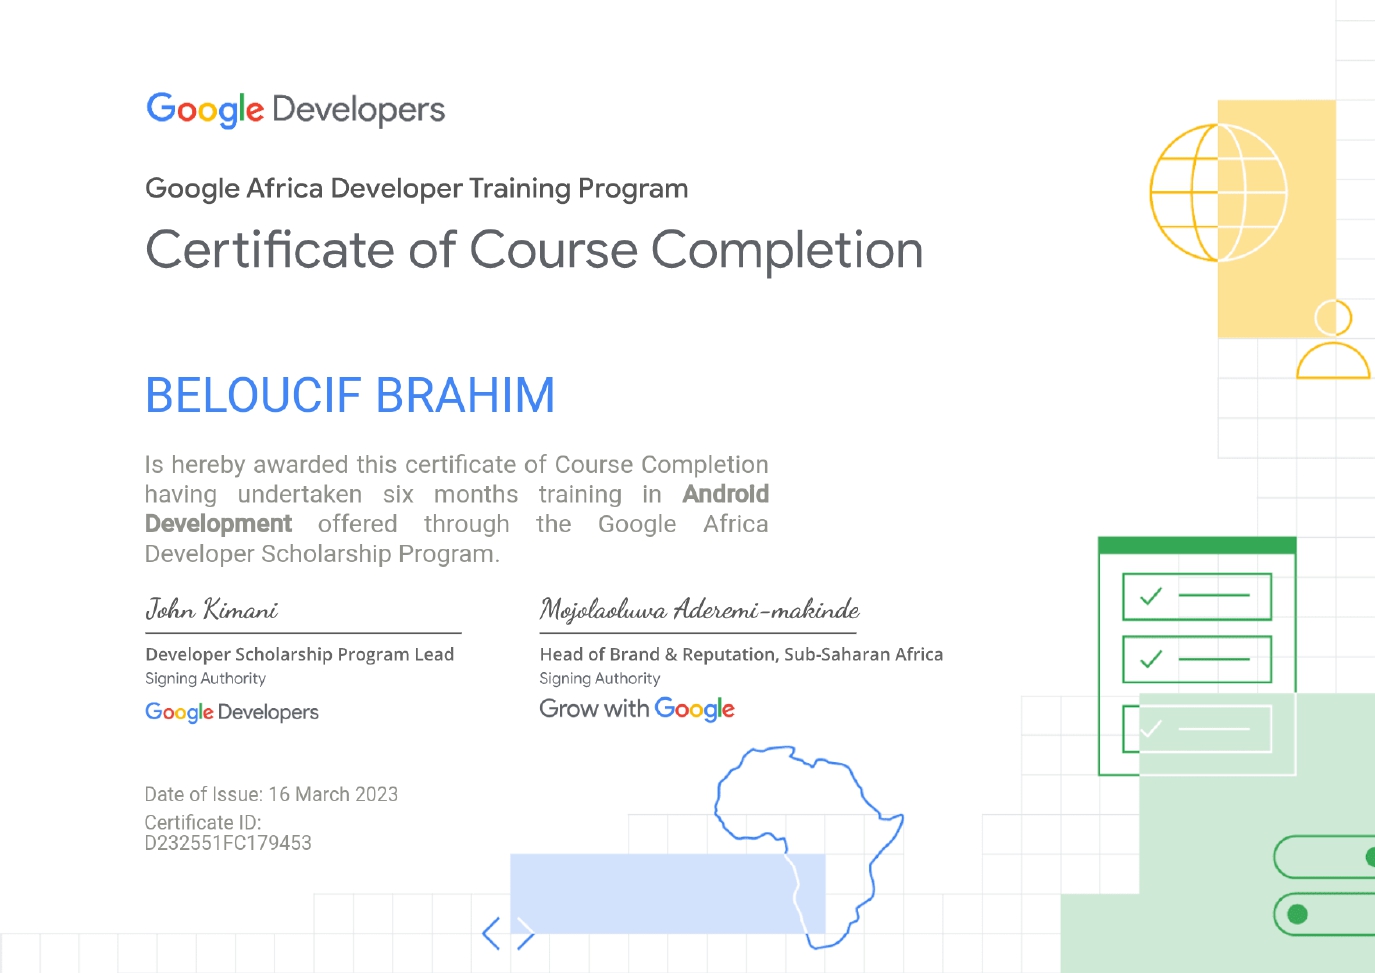 Google Developers
Google Africa Developer Training Program
Certificate of Course Completion
BELOUCIF BRAHIM
Is hereby awarded this certificate of Course Completion
having undertaken six months training in Android
Development offered through the Google Africa
Developer Scholarship Program.
John Kimani
Developer Scholarship Program Lead
Signing Authority
Google Developers
Mojolaoluwa Aderemi-makinde
Head of Brand & Reputation, Sub-Saharan Africa
Signing Authority
Grow with Google
Date of Issue: 16 March 2023
Certificate ID:
D232551FC179453